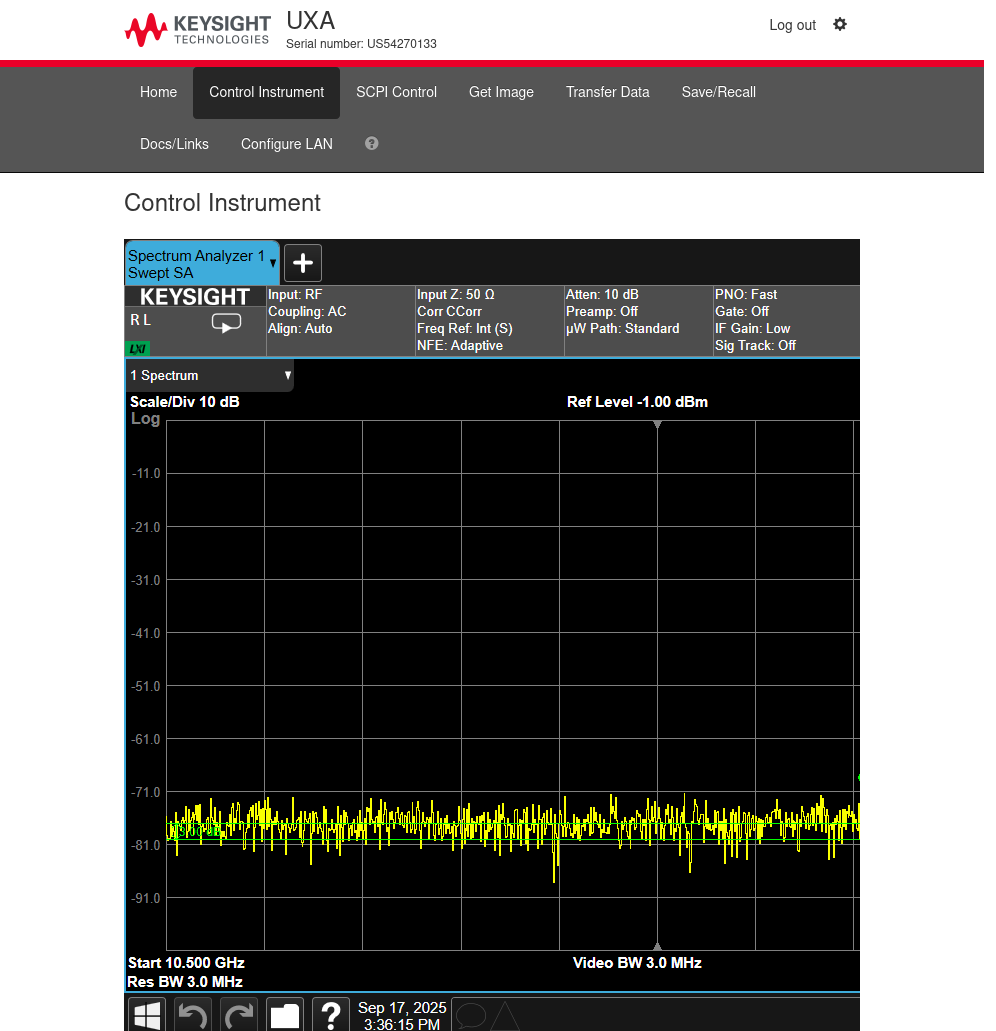 KEYSIGHT
TECHNOLOGIES
UXA
Serial number: US54270133
Log out
Home Control Instrument SCPI Control Get Image Transfer Data Save/Recall
Docs/Links Configure LAN ?
Control Instrument
Spectrum Analyzer 1
Swept SA
KEYSIGHT
R L
LXI
Input: RF
Coupling: AC
Align: Auto
Input Z: 50 Ω
Corr CCorr
Freq Ref: Int (S)
NFE: Adaptive
Atten: 10 dB
Preamp: Off
µW Path: Standard
PNO: Fast
Gate: Off
IF Gain: Low
Sig Track: Off
1 Spectrum
Scale/Div 10 dB
Ref Level -1.00 dBm
Log
-11.0
-21.0
-31.0
-41.0
-51.0
-61.0
-71.0
-81.0
-91.0
Start 10.500 GHz
Video BW 3.0 MHz
Res BW 3.0 MHz
?
Sep 17, 2025
3:36:15 PM